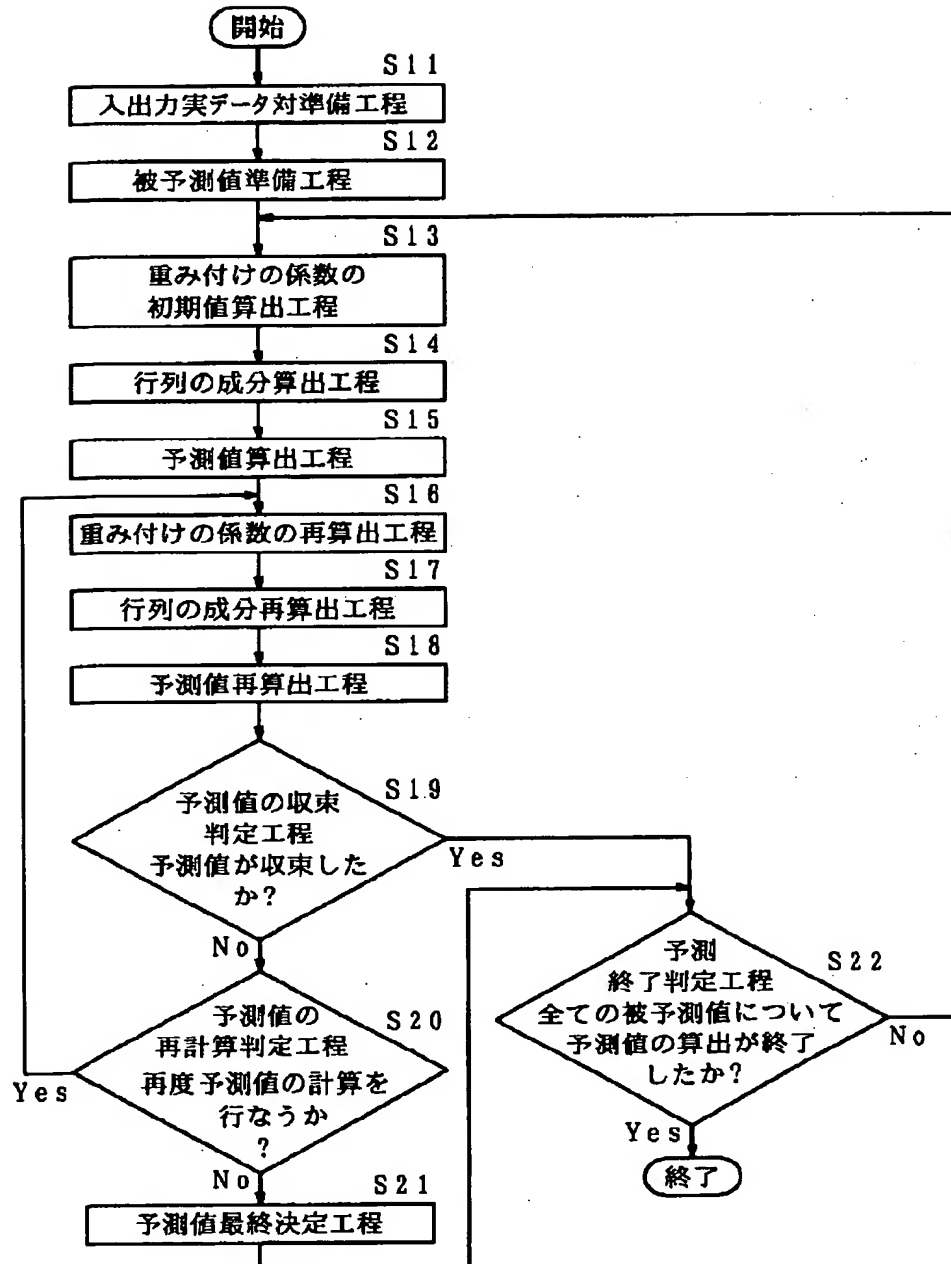 開始
S11
入出力実データ対準備工程
S12
被予測値準備工程
S13
重み付けの係数の
初期値算出工程
S14
行列の成分算出工程
S15
予測値算出工程
S16
重み付けの係数の再算出工程
S17
行列の成分再算出工程
S18
予測値再算出工程
S19
予測値の収束
判定工程
予測値が収束した
か?
Yes
No
S20
予測値の
再計算判定工程
再度予測値の計算を
行なうか
?
Yes
No
S21
予測値最終決定工程
S22
予測
終了判定工程
全ての被予測値について
予測値の算出が終了
したか?
No
Yes
終了